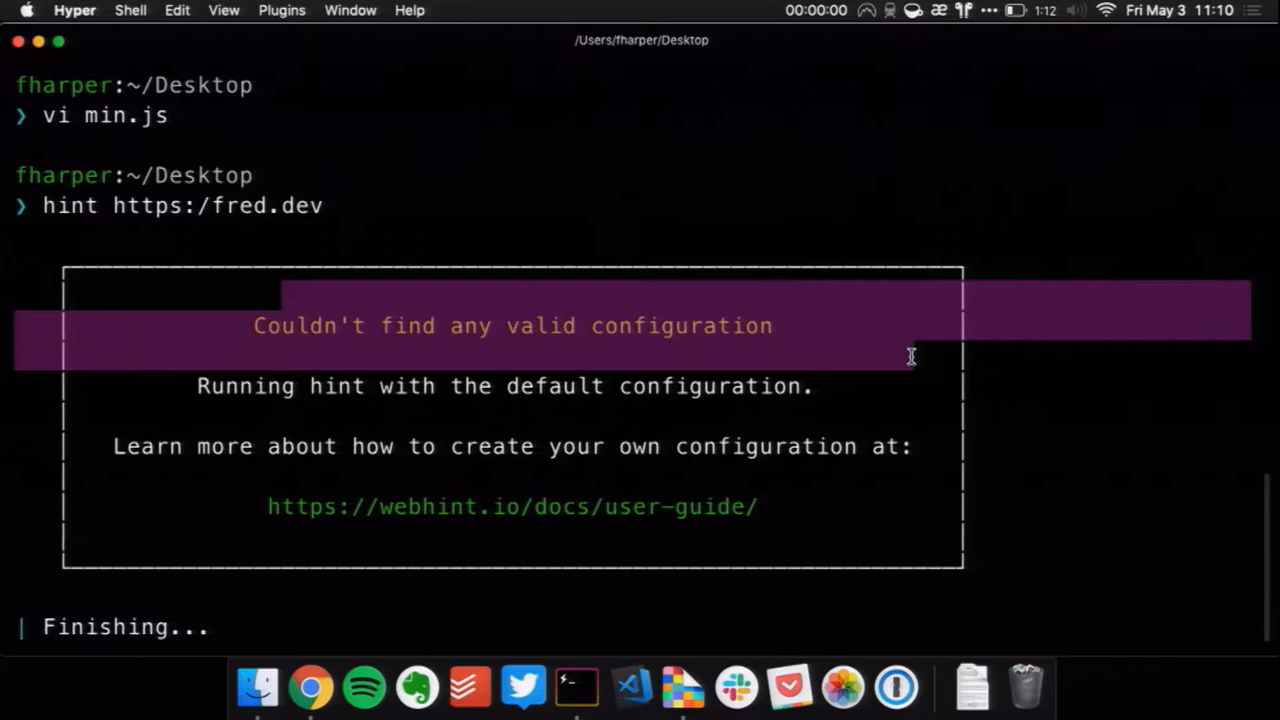 Hyper Shell Edit View Plugins Window Help 00:00:00 æ 1:12 Fri May 3 11:10
/Users/fharper/Desktop
fharper:~/Desktop
❯ vi min.js
fharper:~/Desktop
❯ hint https:/fred.dev
Couldn't find any valid configuration
Running hint with the default configuration.
Learn more about how to create your own configuration at:
https://webhint.io/docs/user-guide/
| Finishing...